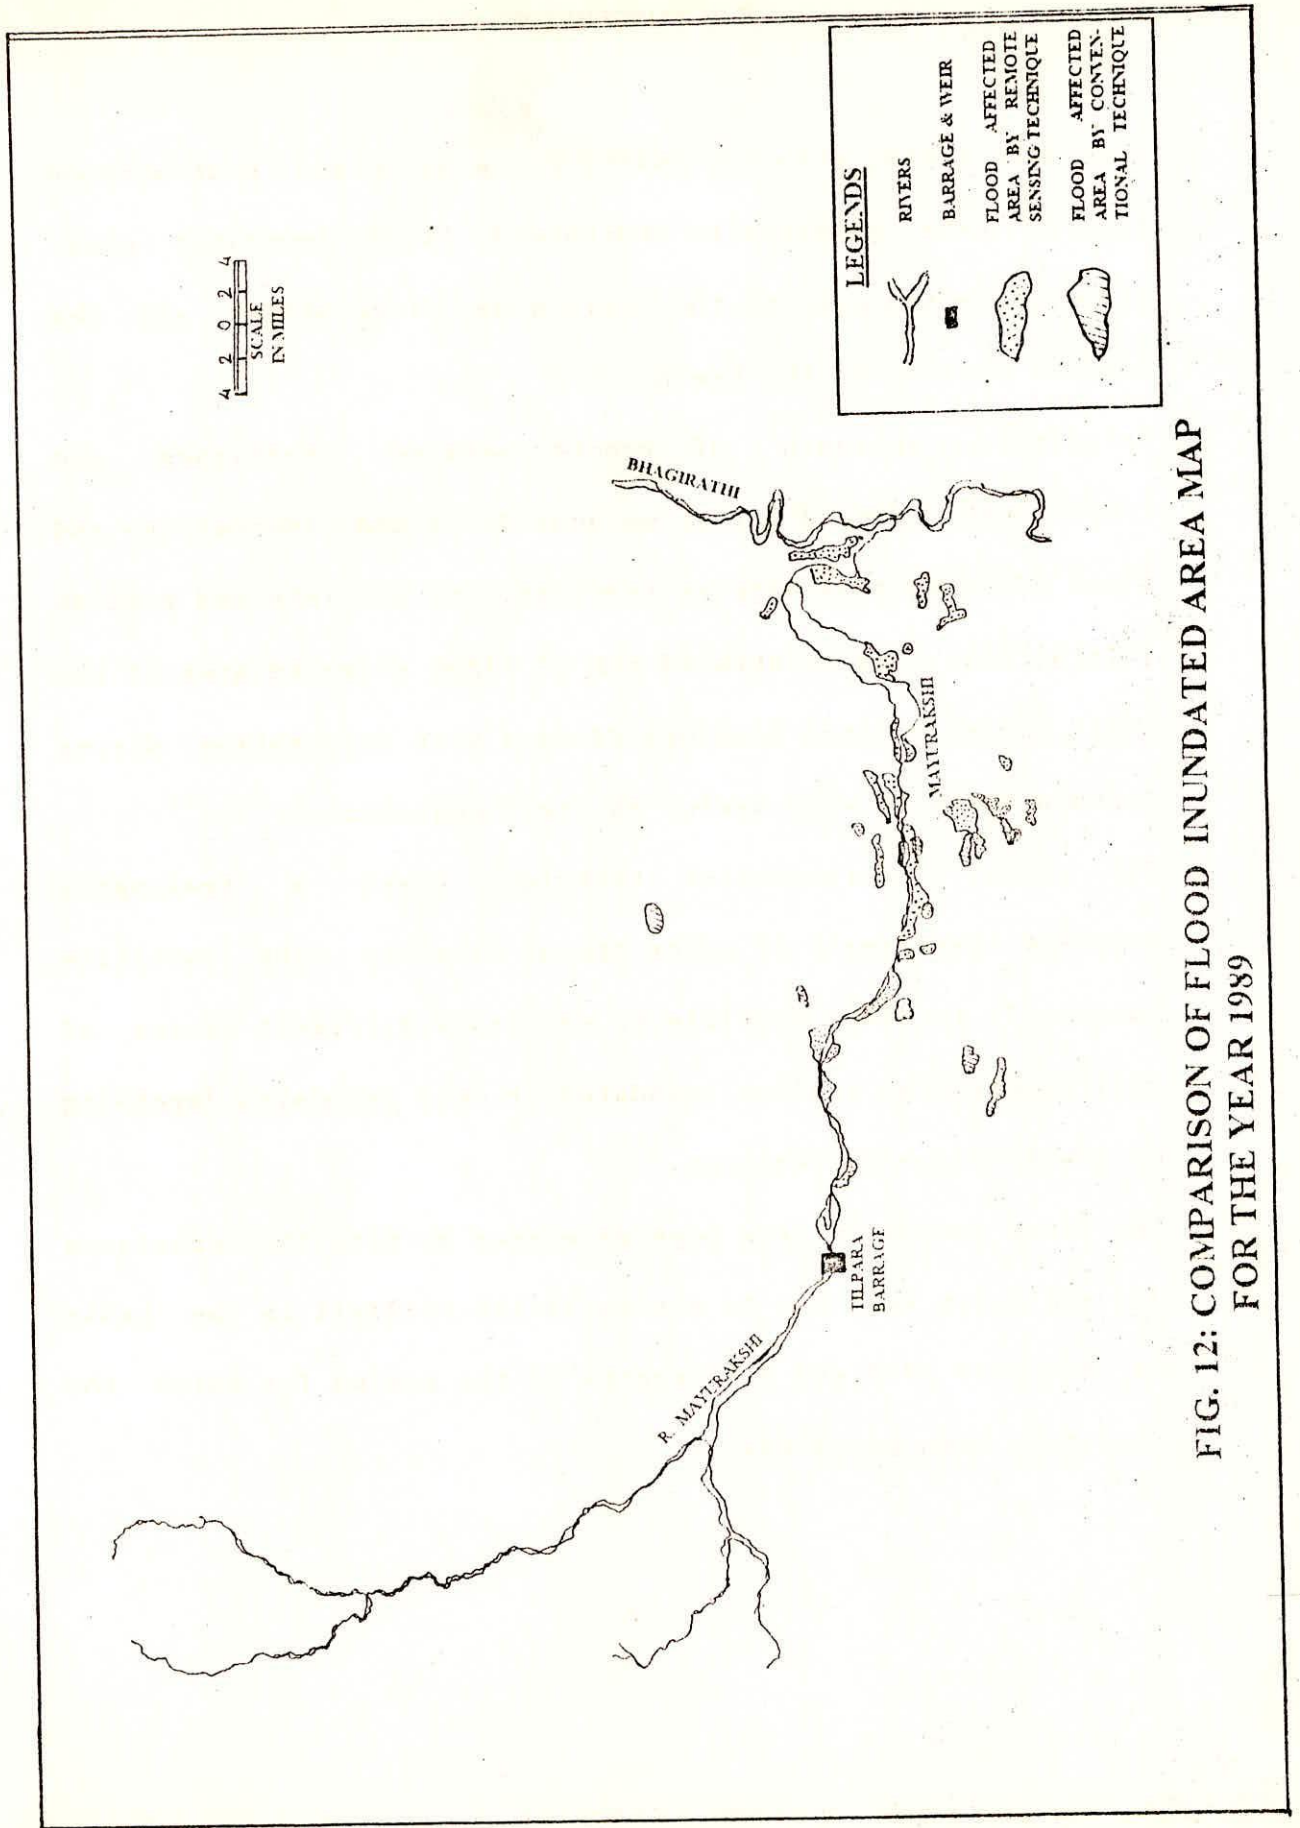 4 2 0 2 4
SCALE
IN MILES
BHAGIRATHI
MAYURAKSHI
R. MAYURAKSHI
TILPARA
BARRAGE
LEGENDS
RIVERS
BARRAGE & WEIR
FLOOD AFFECTED
AREA BY REMOTE
SENSING TECHNIQUE
FLOOD AFFECTED
AREA BY CONVEN-
TIONAL TECHNIQUE
FIG. 12: COMPARISON OF FLOOD INUNDATED AREA MAP
FOR THE YEAR 1989